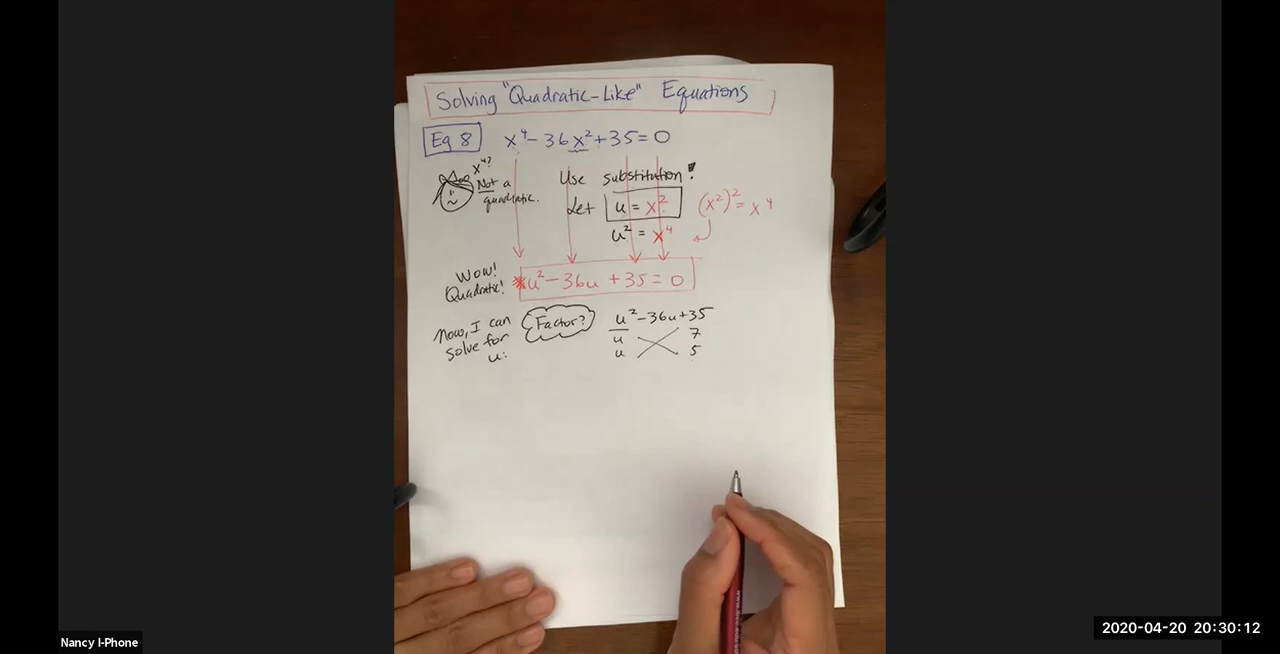 Solving "Quadratic-Like" Equations
Eg 8 x⁴ - 36x² + 35 = 0
x⁴?
Not a
quadratic.
Use substitution!
Let u = x²
(x²)² = x⁴
u² = x⁴
Wow!
Quadratic!
*u² - 36u + 35 = 0
Now, I can
solve for
u:
Factor?
u² - 36u + 35
u 7
u 5
Nancy I-Phone
2020-04-20 20:30:12